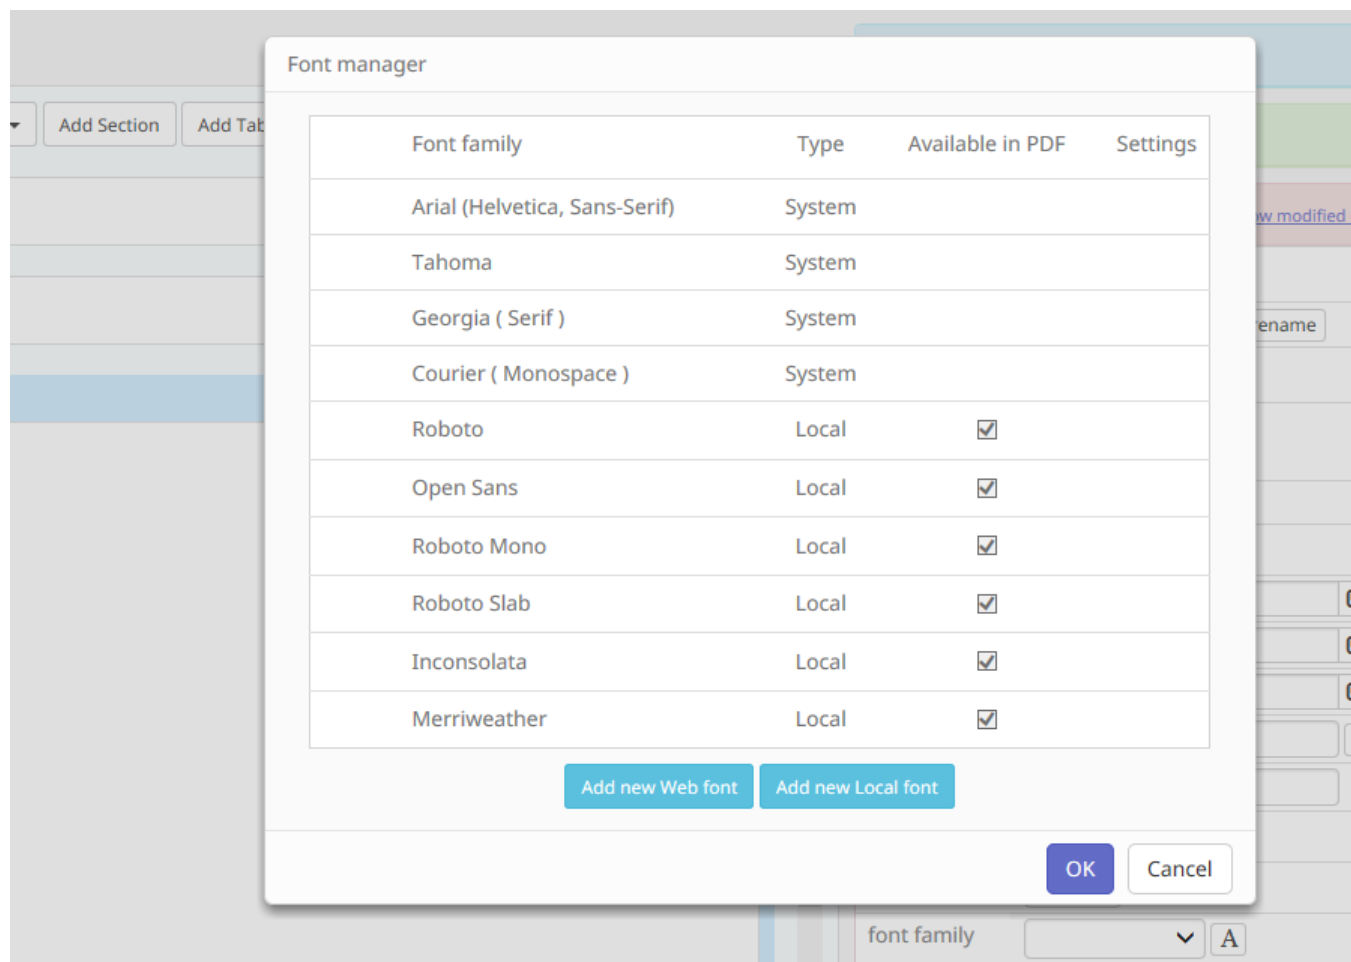 Font manager
Add Section Add Tab
Font family Type Available in PDF Settings
Arial (Helvetica, Sans-Serif) System
modified
Tahoma System
Georgia ( Serif ) System
ename
Courier ( Monospace ) System
Roboto Local
Open Sans Local
Roboto Mono Local
Roboto Slab Local
Inconsolata Local
Merriweather Local
Add new Web font Add new Local font
OK Cancel
font family A